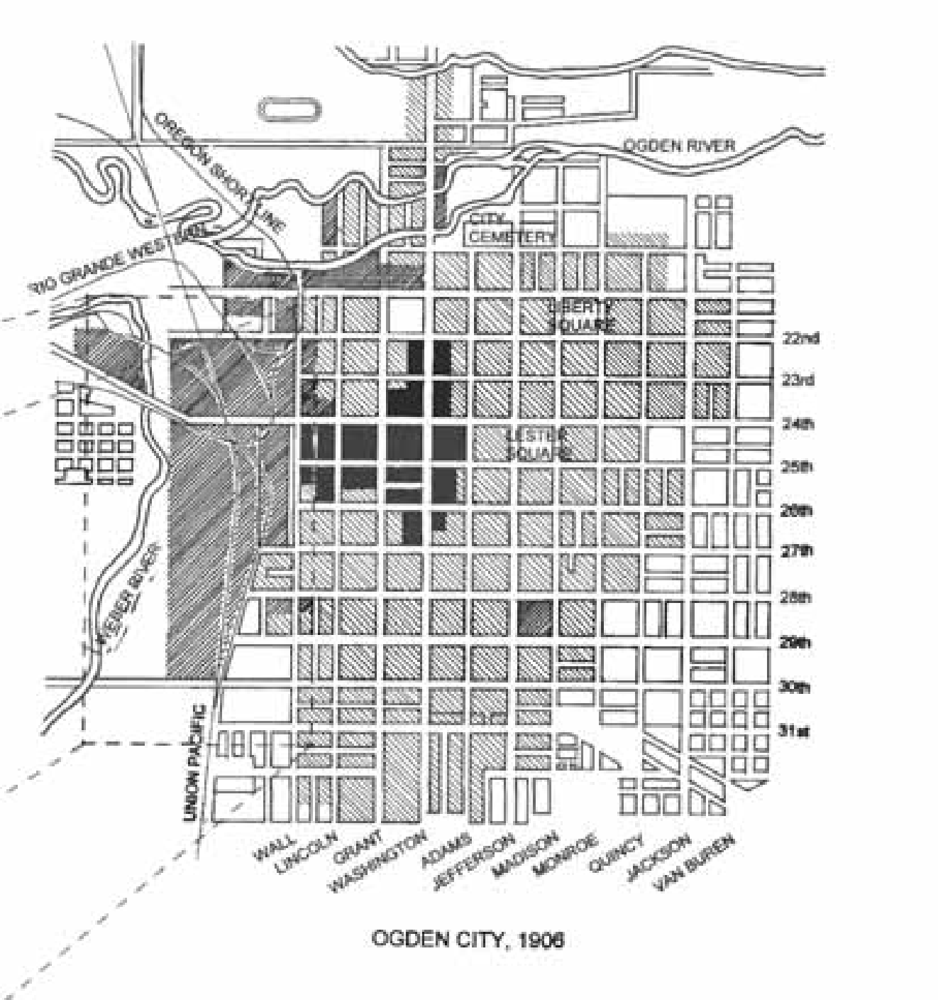 OREGON SHORT LINE
OGDEN RIVER
CITY
CEMETERY
RIO GRANDE WESTERN
LIBERTY
SQUARE
22nd
23rd
24th
LESTER
SQUARE
25th
26th
27th
WEBER RIVER
28th
29th
30th
UNION PACIFIC
31st
WALL
LINCOLN
GRANT
WASHINGTON
ADAMS
JEFFERSON
MADISON
MONROE
QUINCY
JACKSON
VAN BUREN
OGDEN CITY, 1906